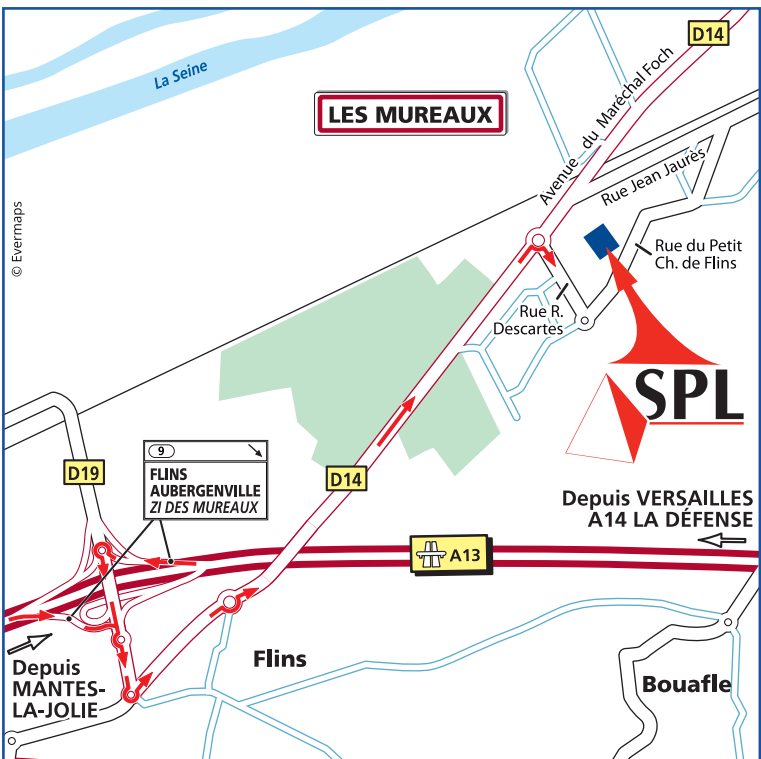 D14
La Seine
LES MUREAUX
Avenue du Maréchal Foch
Rue Jean Jaurès
© Evermaps
Rue du Petit
Ch. de Flins
Rue R.
Descartes
SPL
9
FLINS
AUBERGENVILLE
ZI DES MUREAUX
D19
D14
Depuis VERSAILLES
A14 LA DÉFENSE
A13
Flins
Depuis
MANTES-
LA-JOLIE
Bouafle